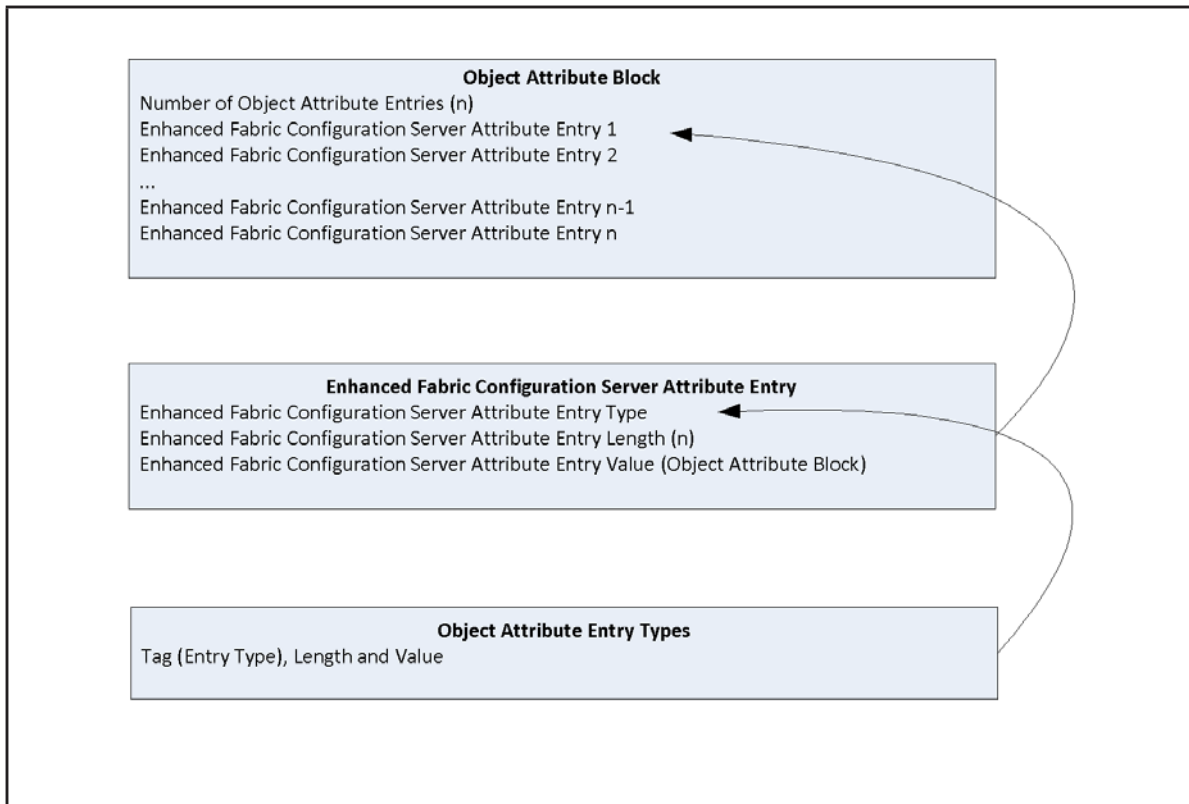 Object Attribute Block
Number of Object Attribute Entries (n)
Enhanced Fabric Configuration Server Attribute Entry 1
Enhanced Fabric Configuration Server Attribute Entry 2
...
Enhanced Fabric Configuration Server Attribute Entry n-1
Enhanced Fabric Configuration Server Attribute Entry n
Enhanced Fabric Configuration Server Attribute Entry
Enhanced Fabric Configuration Server Attribute Entry Type
Enhanced Fabric Configuration Server Attribute Entry Length (n)
Enhanced Fabric Configuration Server Attribute Entry Value (Object Attribute Block)
Object Attribute Entry Types
Tag (Entry Type), Length and Value